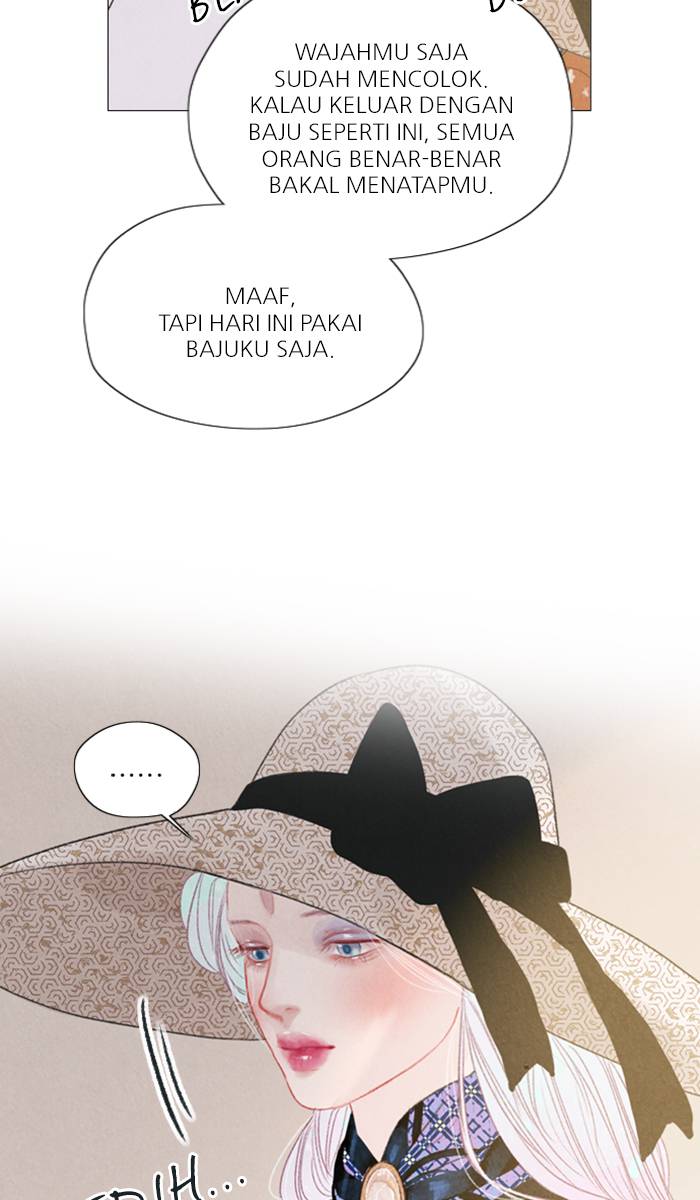 WAJAHMU SAJA
SUDAH MENCOLOK.
KALAU KELUAR DENGAN
BAJU SEPERTI INI, SEMUA
ORANG BENAR-BENAR
BAKAL MENATAPMU.
MAAF,
TAPI HARI INI PAKAI
BAJUKU SAJA.
......